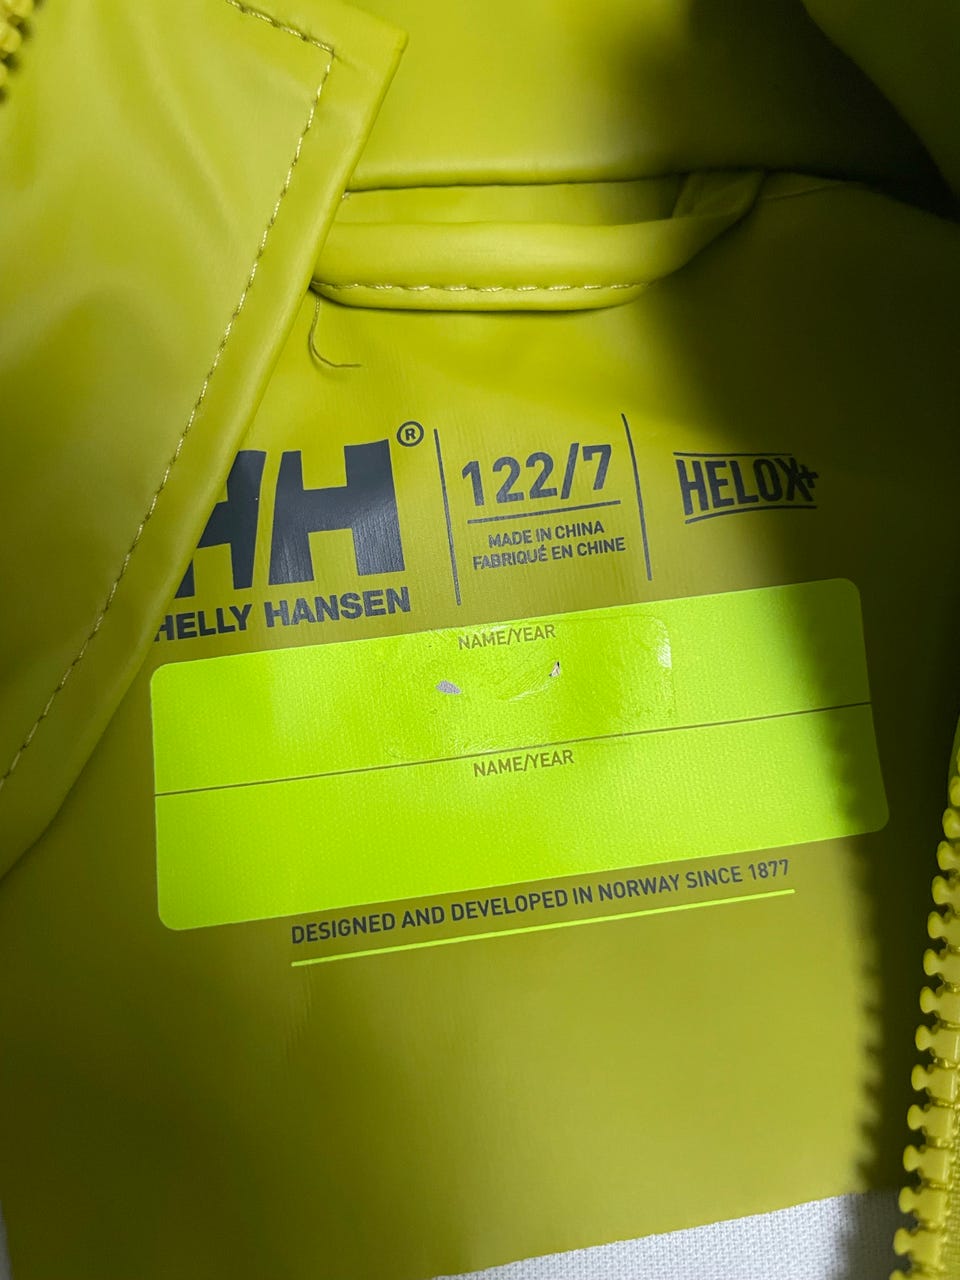 HH®
HELLY HANSEN
122/7
MADE IN CHINA
FABRIQUÉ EN CHINE
HELOX+
NAME/YEAR
NAME/YEAR
DESIGNED AND DEVELOPED IN NORWAY SINCE 1877